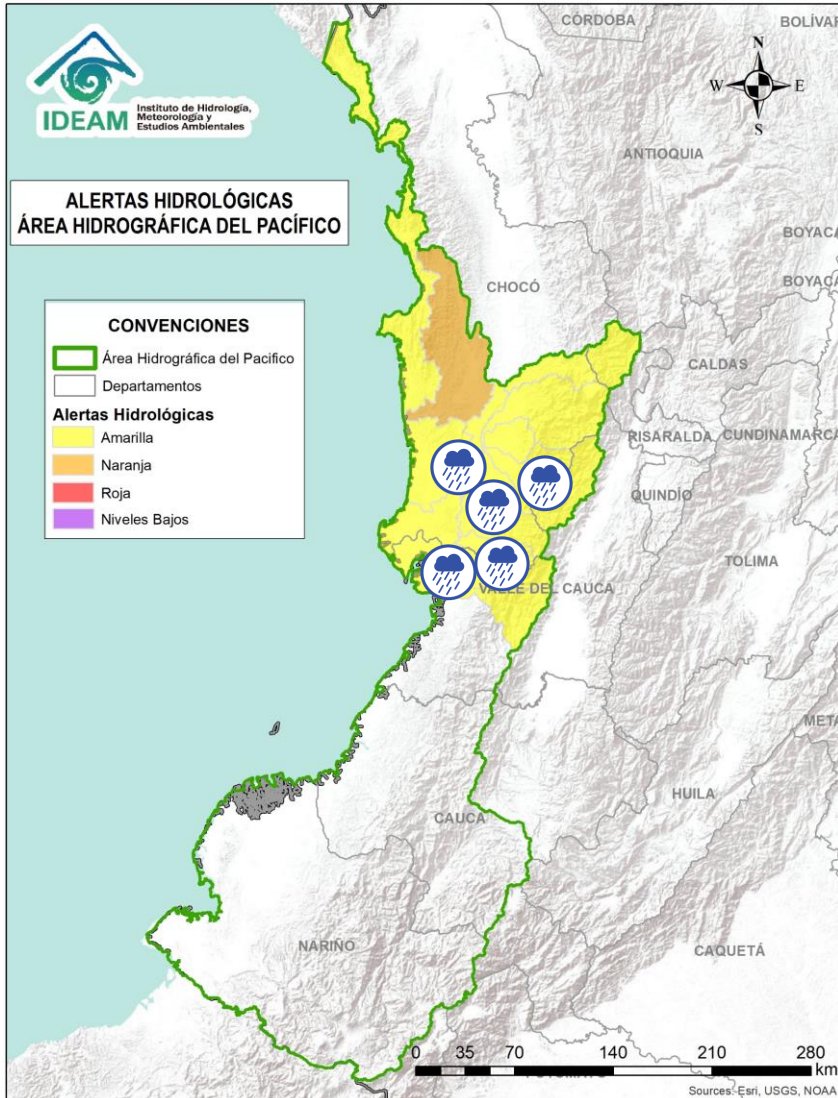 CÓRDOBA
BOLÍVAR
IDEAM
Instituto de Hidrología,
Meteorología y
Estudios Ambientales
N
W
E
S
ANTIOQUIA
ALERTAS HIDROLÓGICAS
ÁREA HIDROGRÁFICA DEL PACÍFICO
BOYACÁ
BOYACÁ
CHOCÓ
CONVENCIONES
Área Hidrográfica del Pacifico
Departamentos
Alertas Hidrológicas
Amarilla
Naranja
Roja
Niveles Bajos
CALDAS
RISARALDA
CUNDINAMARCA
QUINDÍO
TOLIMA
VALLE DEL CAUCA
META
HUILA
CAUCA
NARIÑO
CAQUETÁ
0 35 70 140 210 280
km
Sources: Esri, USGS, NOAA